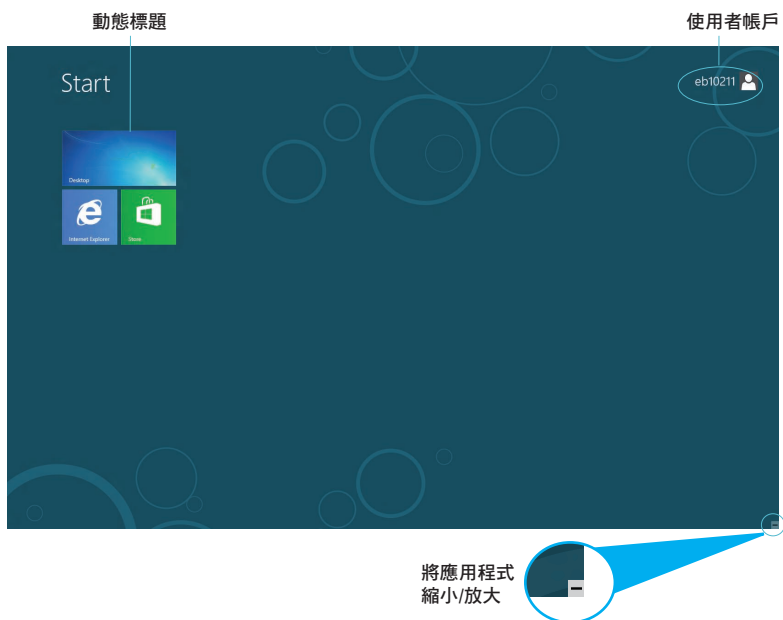 動態標題
使用者帳戶
Start
eb10211
Desktop
Internet Explorer
Store
將應用程式
縮小/放大